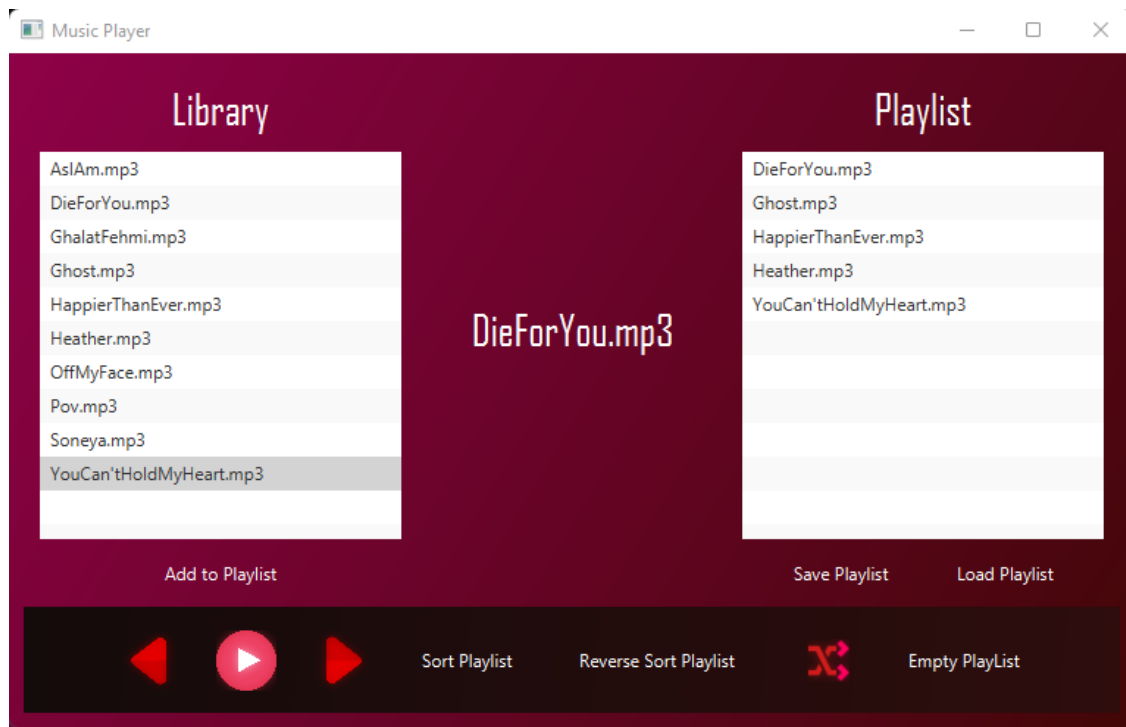 Music Player
Library
AsIAm.mp3
DieForYou.mp3
GhalatFehmi.mp3
Ghost.mp3
HappierThanEver.mp3
Heather.mp3
OffMyFace.mp3
Pov.mp3
Soneya.mp3
YouCan'tHoldMyHeart.mp3
Add to Playlist
DieForYou.mp3
Playlist
DieForYou.mp3
Ghost.mp3
HappierThanEver.mp3
Heather.mp3
YouCan'tHoldMyHeart.mp3
Save Playlist Load Playlist
Sort Playlist Reverse Sort Playlist Empty PlayList